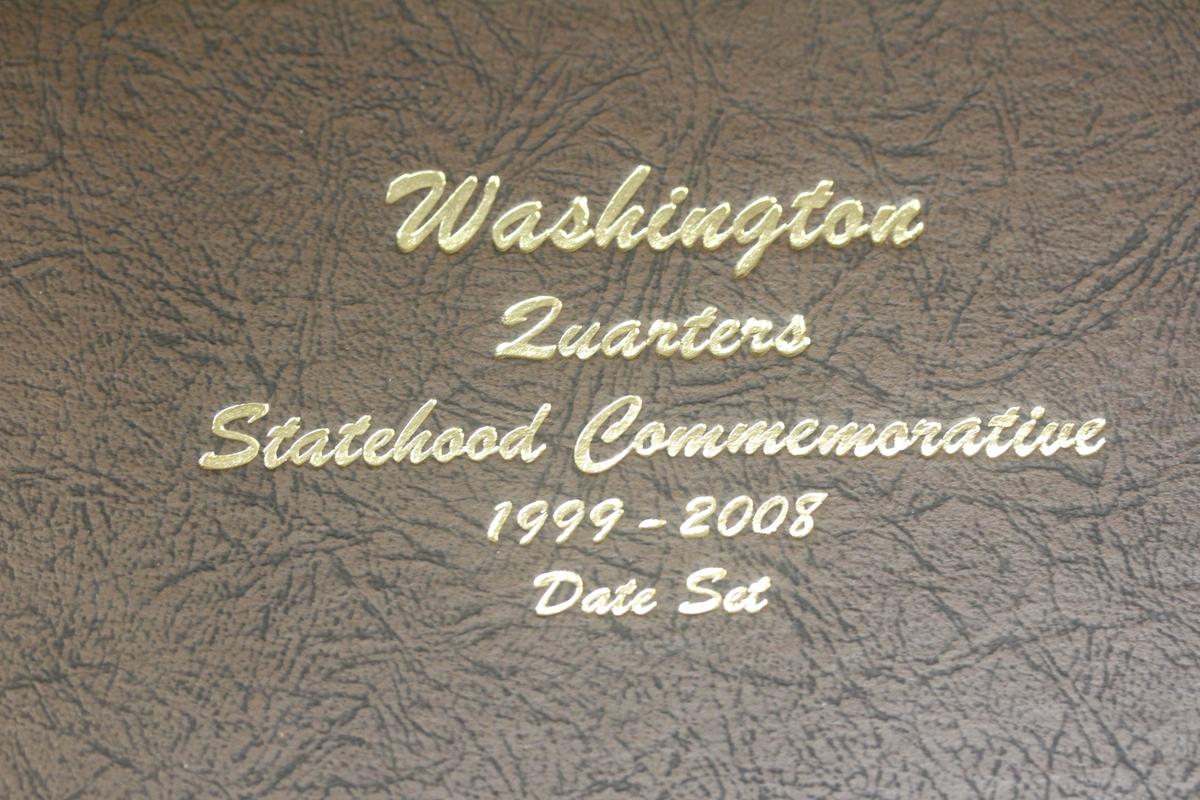 Washington
Quarters
Statehood Commemorative
1999 - 2008
Date Set